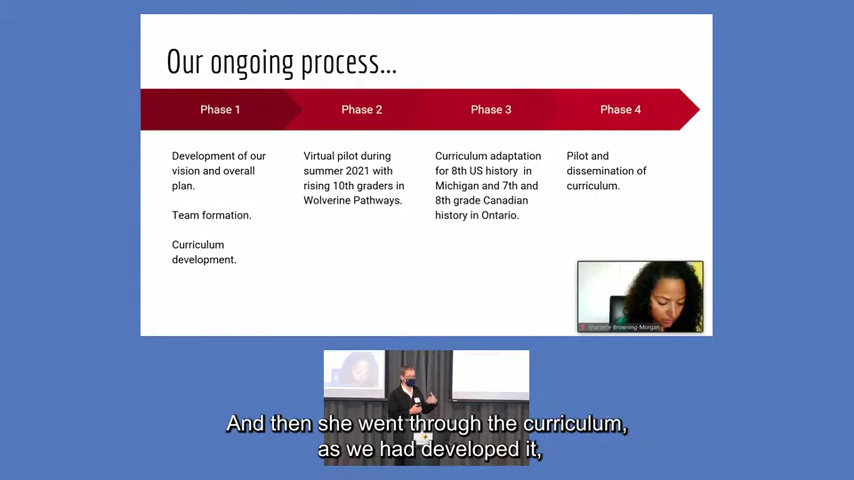 Our ongoing process...
Phase 1
Phase 2
Phase 3
Phase 4
Development of our
vision and overall
plan.
Team formation.
Curriculum
development.
Virtual pilot during
summer 2021 with
rising 10th graders in
Wolverine Pathways.
Curriculum adaptation
for 8th US history in
Michigan and 7th and
8th grade Canadian
history in Ontario.
Pilot and
dissemination of
curriculum.
Browning-Morgan
And then she went through the curriculum,
as we had developed it,